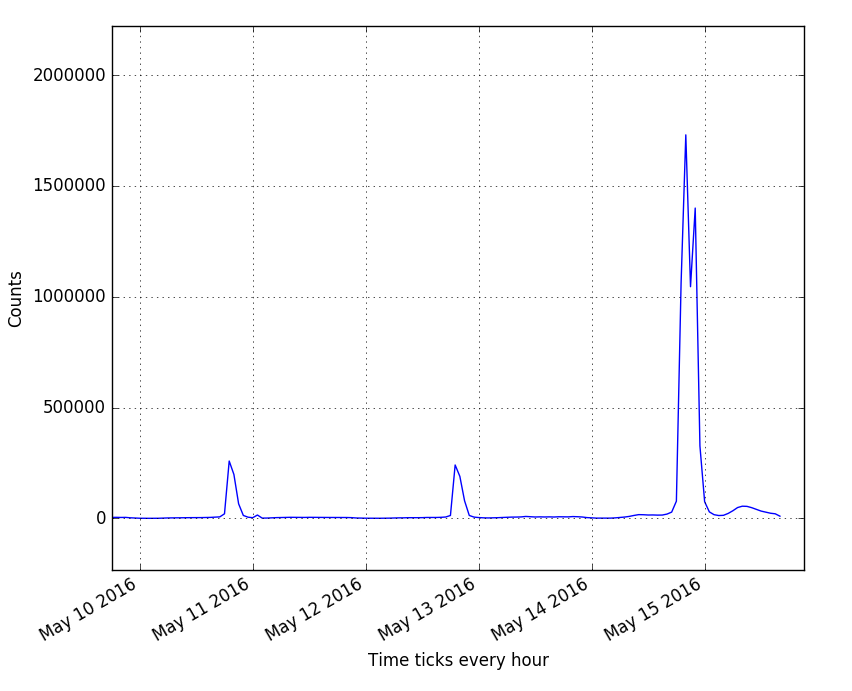 2000000
1500000
1000000
500000
0
Counts
May 10 2016
May 11 2016
May 12 2016
May 13 2016
May 14 2016
May 15 2016
Time ticks every hour